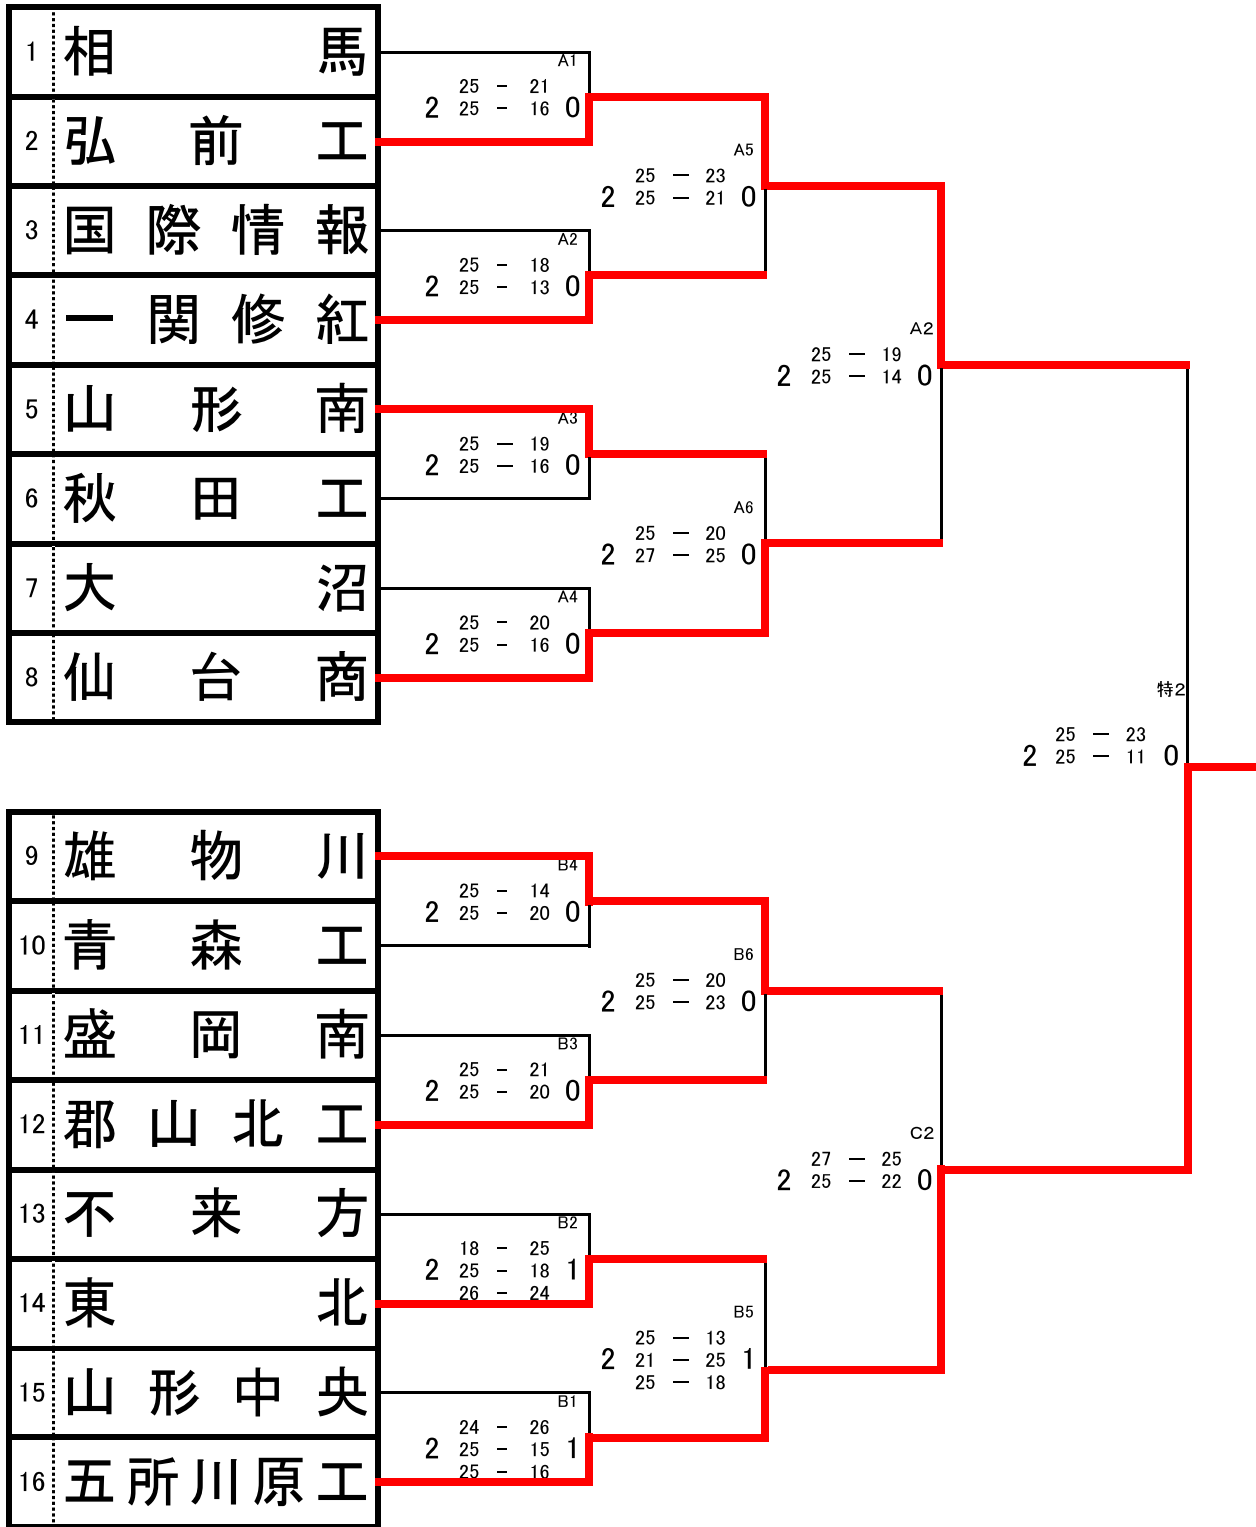 1 相馬
A1
25 － 21
2 25 － 16 0
2 弘前工
A5
25 － 23
2 25 － 21 0
3 国際情報
A2
25 － 18
2 25 － 13 0
4 一関修紅
A2
25 － 19
2 25 － 14 0
5 山形南
A3
25 － 19
2 25 － 16 0
6 秋田工
A6
25 － 20
2 27 － 25 0
7 大沼
A4
25 － 20
2 25 － 16 0
8 仙台商
特2
25 － 23
2 25 － 11 0
9 雄物川
B4
25 － 14
2 25 － 20 0
10 青森工
B6
25 － 20
2 25 － 23 0
11 盛岡南
B3
25 － 21
2 25 － 20 0
12 郡山北工
C2
27 － 25
2 25 － 22 0
13 不来方
B2
18 － 25
2 25 － 18 1
26 － 24
14 東北
B5
25 － 13
2 21 － 25 1
25 － 18
15 山形中央
B1
24 － 26
2 25 － 15 1
25 － 16
16 五所川原工